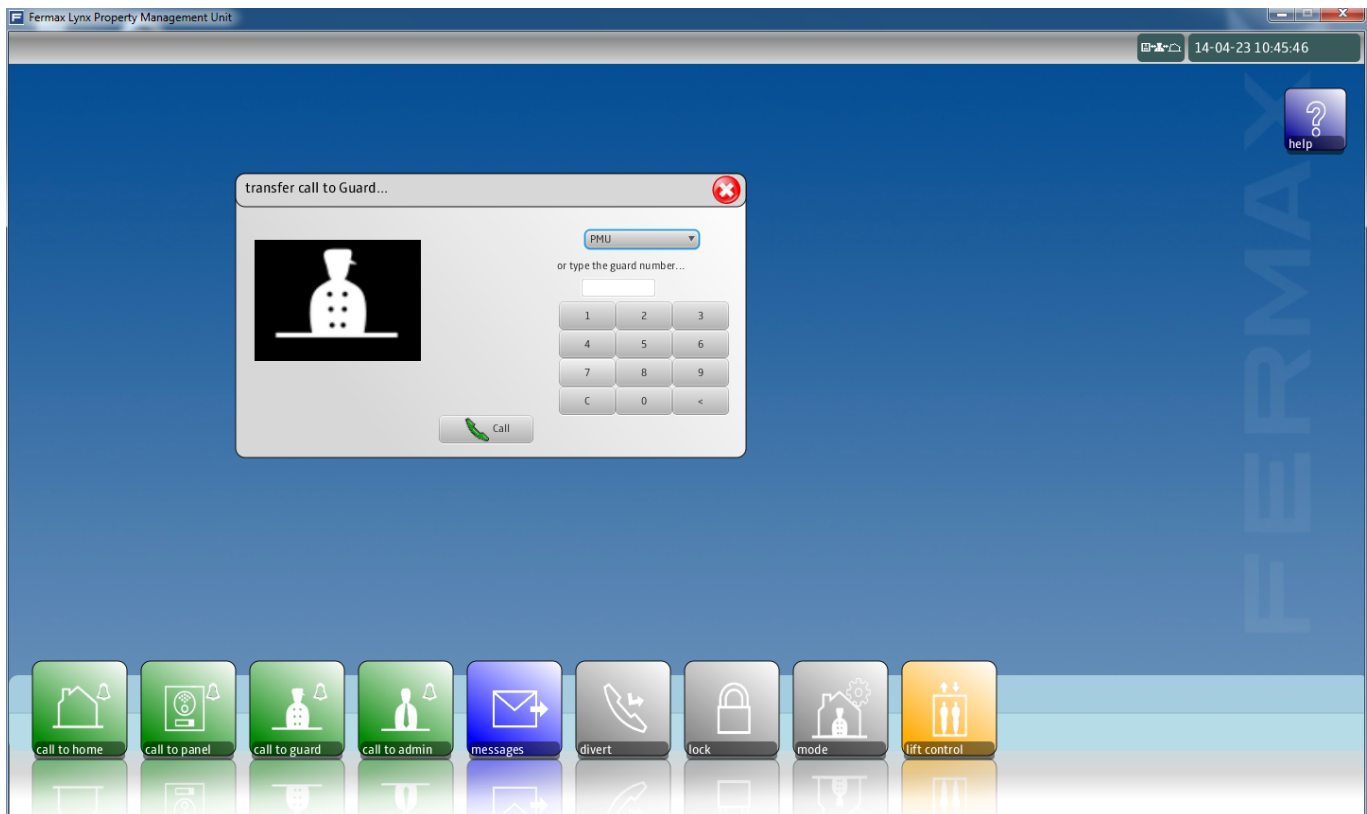 Fermax Lynx Property Management Unit
14-04-23 10:45:46
help
transfer call to Guard...
PMU
or type the guard number...
1 2 3
4 5 6
7 8 9
C 0 <
Call
FERMAX
call to home call to panel call to guard call to admin messages divert lock mode lift control